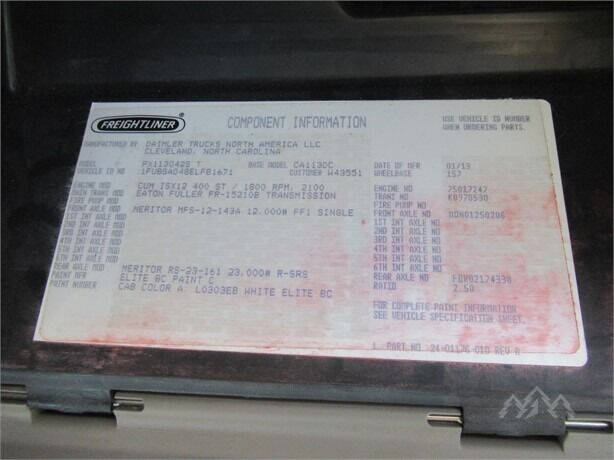 FREIGHTLINER
COMPONENT INFORMATION
USE VEHICLE ID NUMBER
WHEN ORDERING PARTS.
MANUFACTURED BY DAIMLER TRUCKS NORTH AMERICA LLC
CLEVELAND, NORTH CAROLINA
MODEL PX113042S T BASE MODEL CA113DC DATE OF MFR 01/13
VEHICLE ID NO 1FUBGA048ELFB1671 CUSTOMER W43551 WHEELBASE 157
ENGINE MOD CUM ISX12 400 ST / 1800 RPM, 2100 ENGINE NO 75017247
TRANS MOD EATON FULLER FR-15210B TRANSMISSION TRANS NO K0970530
FIRE PUMP MOD FIRE PUMP NO
FRONT AXLE MOD MERITOR MFS-12-143A 12,000# FF1 SINGLE FRONT AXLE NO
1ST INT AXLE MOD 1ST INT AXLE NO
2ND INT AXLE MOD 2ND INT AXLE NO
3RD INT AXLE MOD 3RD INT AXLE NO
4TH INT AXLE MOD 4TH INT AXLE NO
5TH INT AXLE MOD 5TH INT AXLE NO
6TH INT AXLE MOD 6TH INT AXLE NO
REAR AXLE MOD MERITOR RS-23-161 23,000# R-SRS REAR AXLE NO
PAINT MFR ELITE BC PAINT C RATIO
PAINT NUMBER CAB COLOR A: L0303EB WHITE ELITE BC
FOR COMPLETE PAINT INFORMATION
SEE VEHICLE SPECIFICATION SHEET.
PART NO. 24-01176-010 REV B